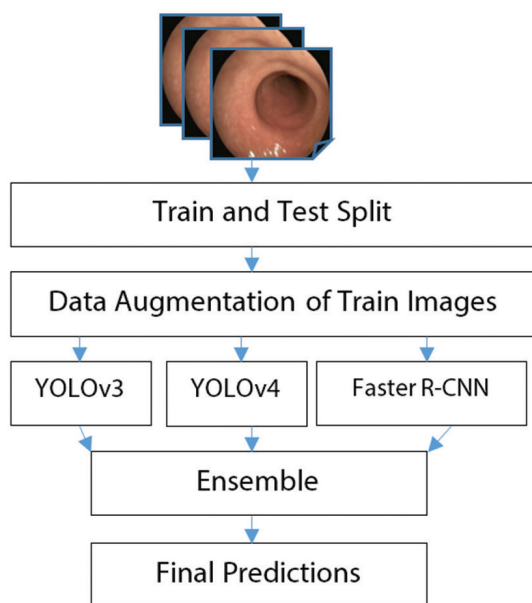 Train and Test Split
Data Augmentation of Train Images
YOLOv3
YOLOv4
Faster R-CNN
Ensemble
Final Predictions